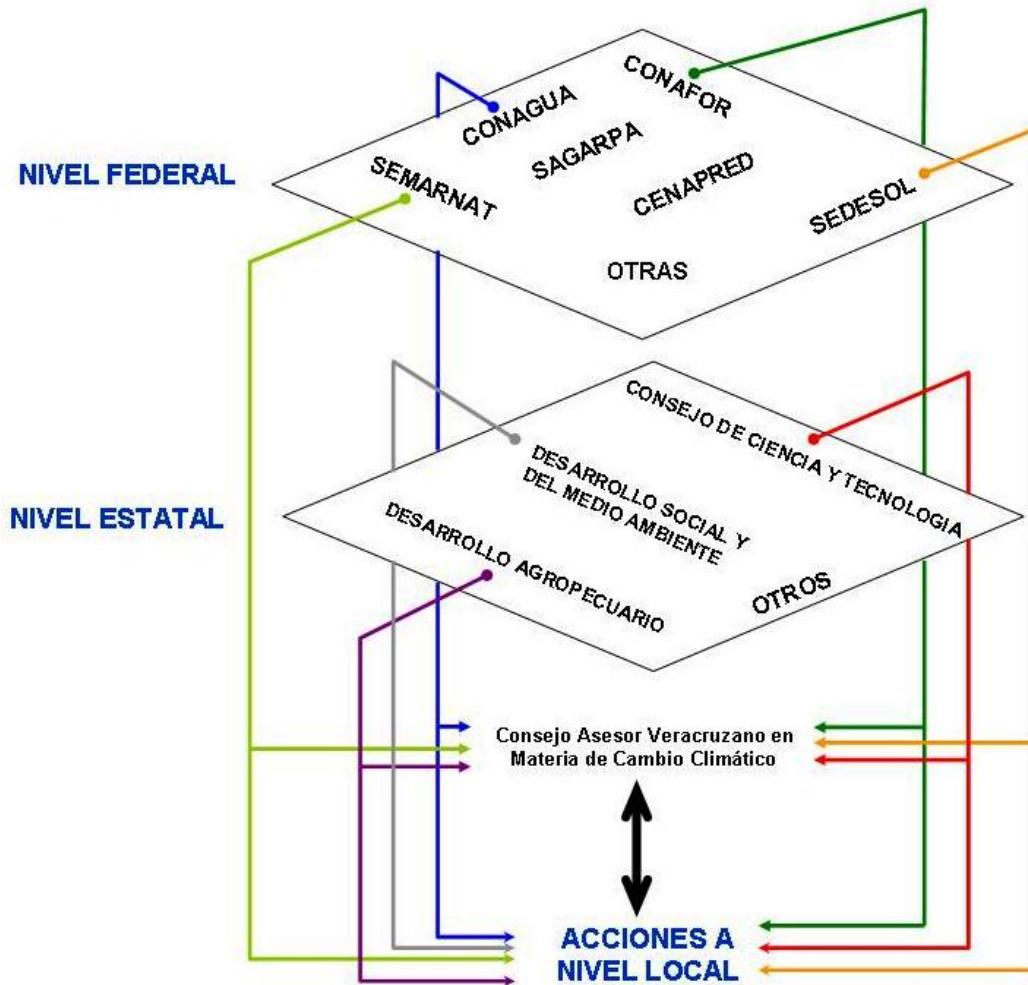 CONAFOR
CONAGUA
SAGARPA
NIVEL FEDERAL
SEMARNAT
CENAPRED
SEDESOL
OTRAS
CONSEJO DE CIENCIA Y TECNOLOGIA
DESARROLLO SOCIAL Y
DEL MEDIO AMBIENTE
NIVEL ESTATAL
DESARROLLO AGROPECUARIO
OTROS
Consejo Asesor Veracruzano en
Materia de Cambio Climático
ACCIONES A
NIVEL LOCAL